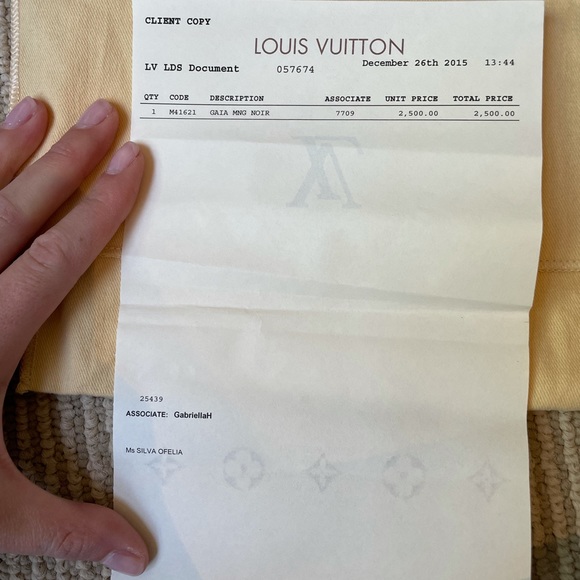 CLIENT COPY
LOUIS VUITTON
LV LDS Document 057674 December 26th 2015 13:44
QTY CODE DESCRIPTION ASSOCIATE UNIT PRICE TOTAL PRICE
1 M41621 GAIA MNG NOIR 7709 2,500.00 2,500.00
25439
ASSOCIATE: GabriellaH
Ms SILVA OFELIA